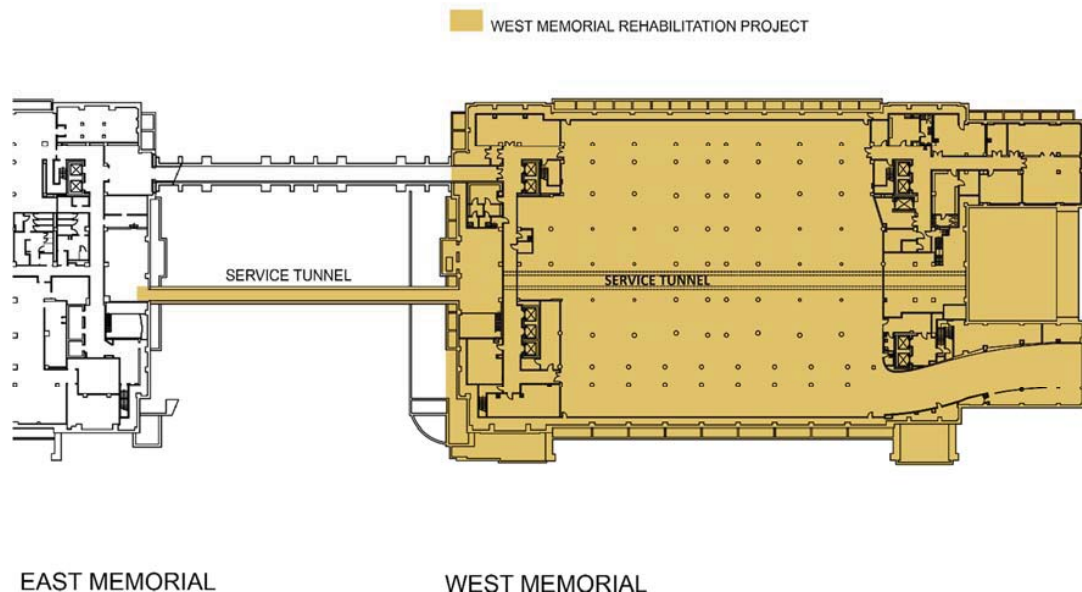 WEST MEMORIAL REHABILITATION PROJECT
SERVICE TUNNEL
SERVICE TUNNEL
EAST MEMORIAL
WEST MEMORIAL